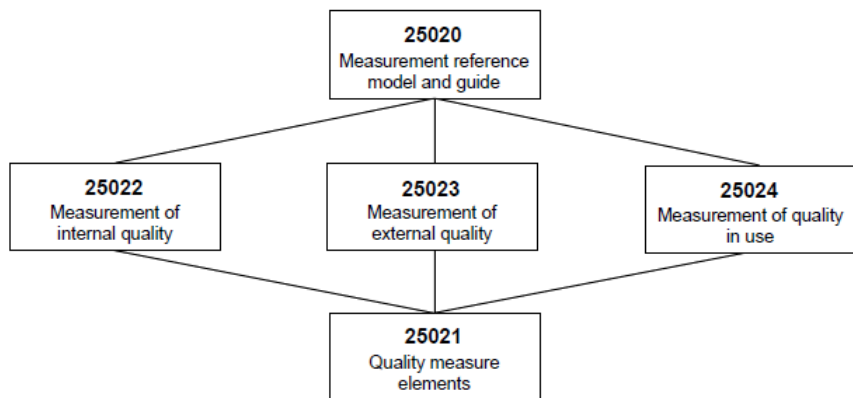 25020
Measurement reference
model and guide
25022
Measurement of
internal quality
25023
Measurement of
external quality
25024
Measurement of quality
in use
25021
Quality measure
elements